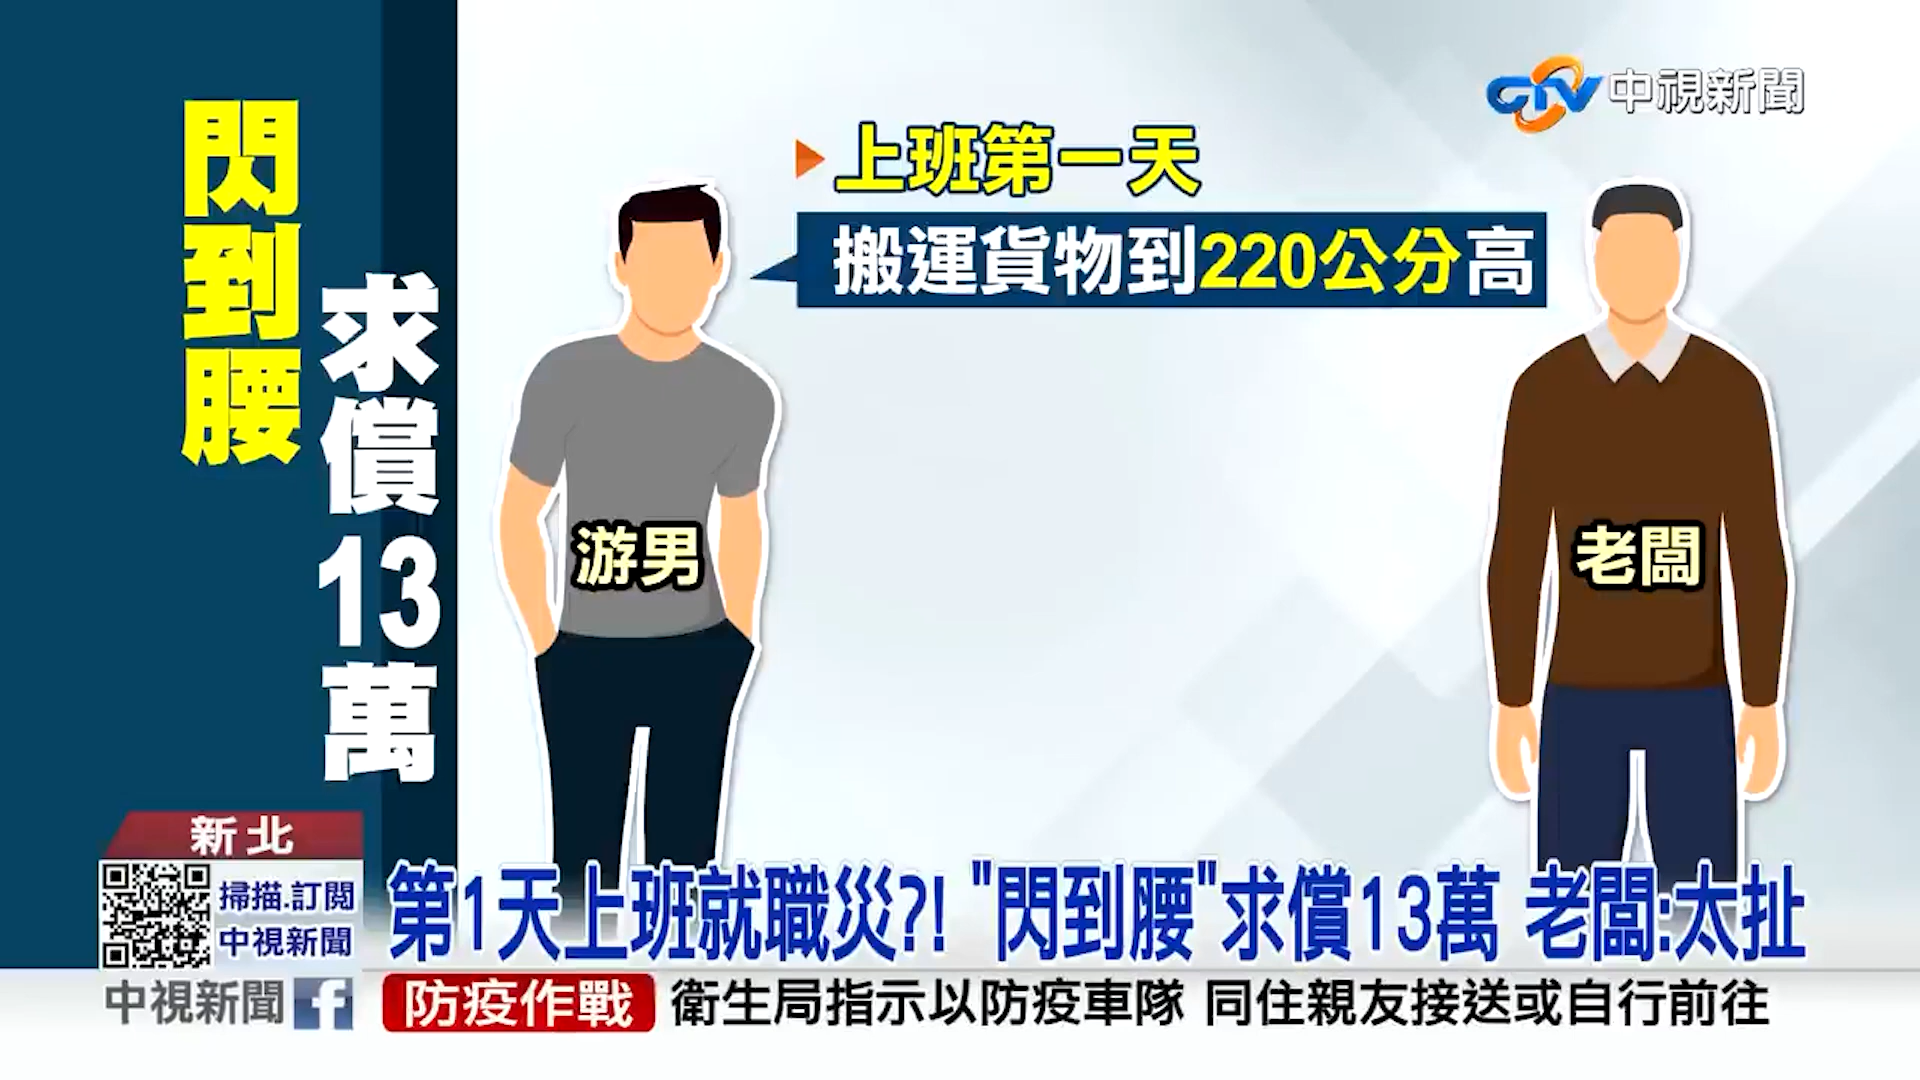 閃到腰
求償13萬
CTV中視新聞
上班第一天
搬運貨物到220公分高
游男
老闆
新北
掃描.訂閱
中視新聞
第1天上班就職災?! "閃到腰"求償13萬 老闆:太扯
中視新聞 f
防疫作戰 衛生局指示以防疫車隊 同住親友接送或自行前往